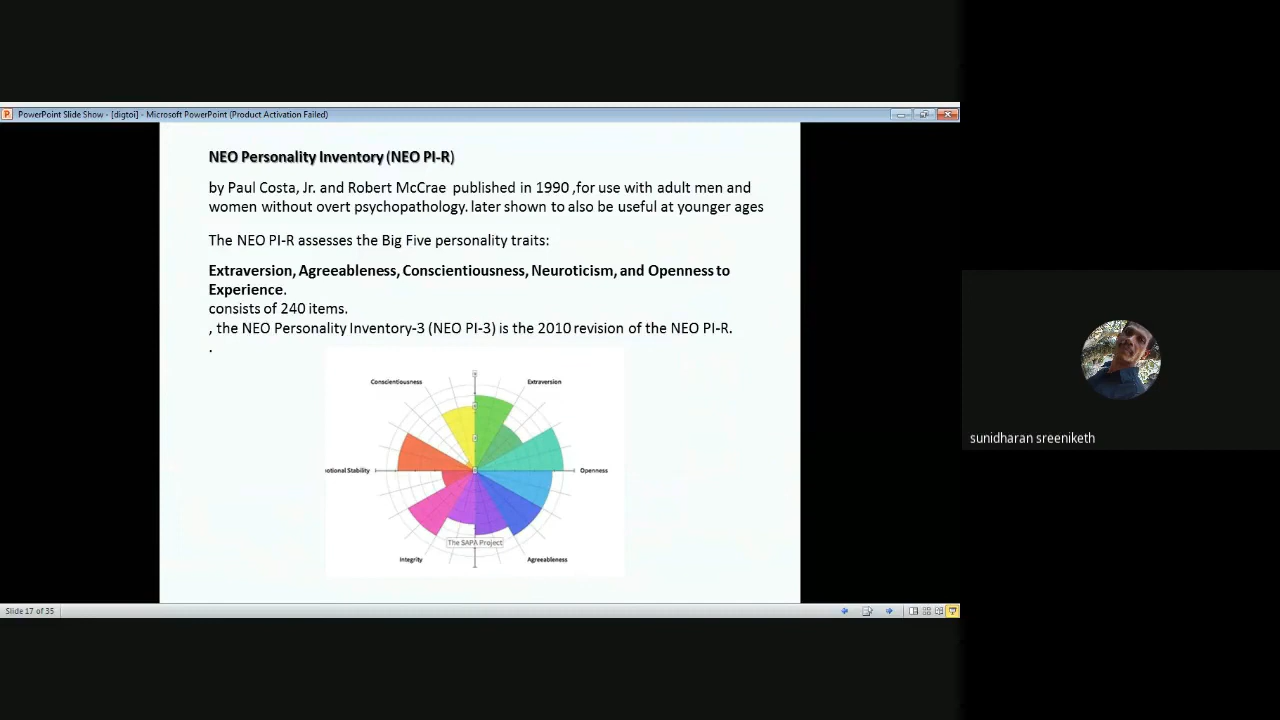 PowerPoint Slide Show - [digtoi] - Microsoft PowerPoint (Product Activation Failed)
NEO Personality Inventory (NEO PI-R)
by Paul Costa, Jr. and Robert McCrae published in 1990 ,for use with adult men and
women without overt psychopathology. later shown to also be useful at younger ages
The NEO PI-R assesses the Big Five personality traits:
Extraversion, Agreeableness, Conscientiousness, Neuroticism, and Openness to
Experience.
consists of 240 items.
, the NEO Personality Inventory-3 (NEO PI-3) is the 2010 revision of the NEO PI-R.
.
Conscientiousness
Extraversion
otional Stability
Openness
The SAPA Project
Integrity
Agreeableness
sunidharan sreeniketh
Slide 17 of 35